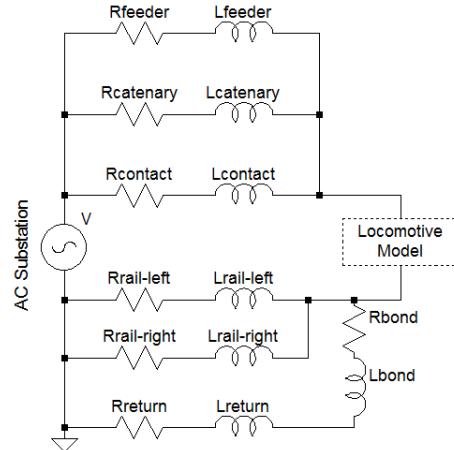 Rfeeder Lfeeder
Rcatenary Lcatenary
Rcontact Lcontact
AC Substation
V
Locomotive
Model
Rrail-left Lrail-left
Rbond
Rrail-right Lrail-right
Lbond
Rreturn Lreturn